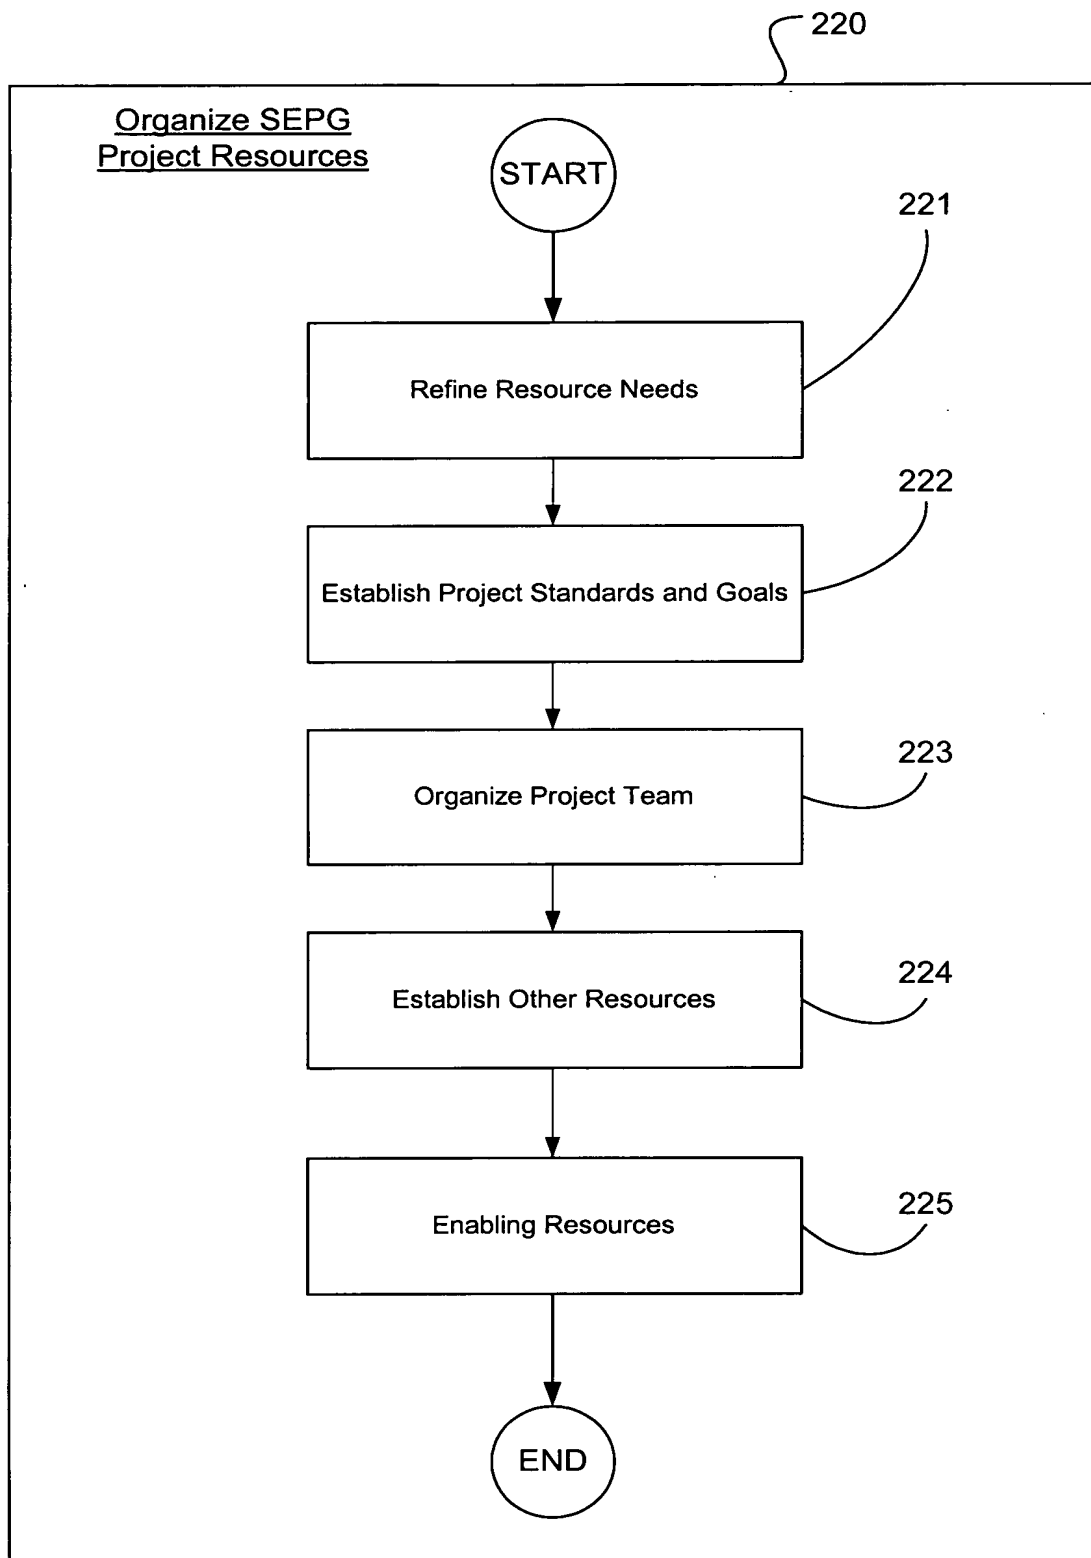 220
Organize SEPG
Project Resources
START
221
Refine Resource Needs
222
Establish Project Standards and Goals
223
Organize Project Team
224
Establish Other Resources
225
Enabling Resources
END